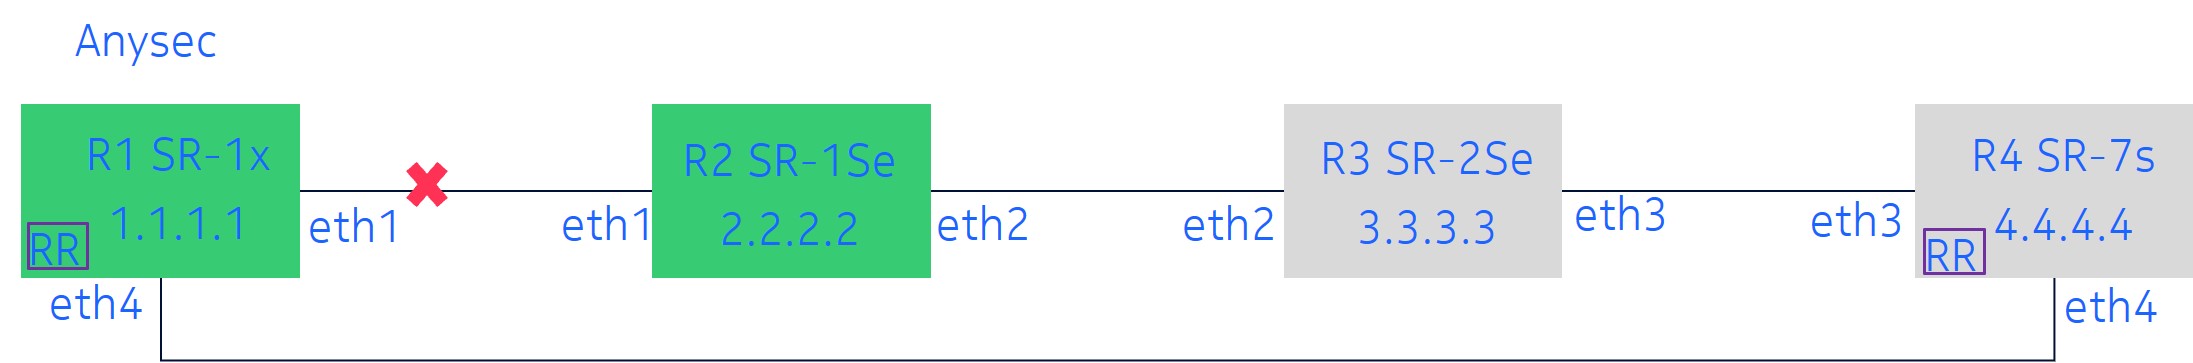 Anysec
R1 SR-1x
1.1.1.1
RR
eth1
eth4
R2 SR-1Se
2.2.2.2
eth1
eth2
R3 SR-2Se
3.3.3.3
eth2
eth3
R4 SR-7s
4.4.4.4
RR
eth3
eth4